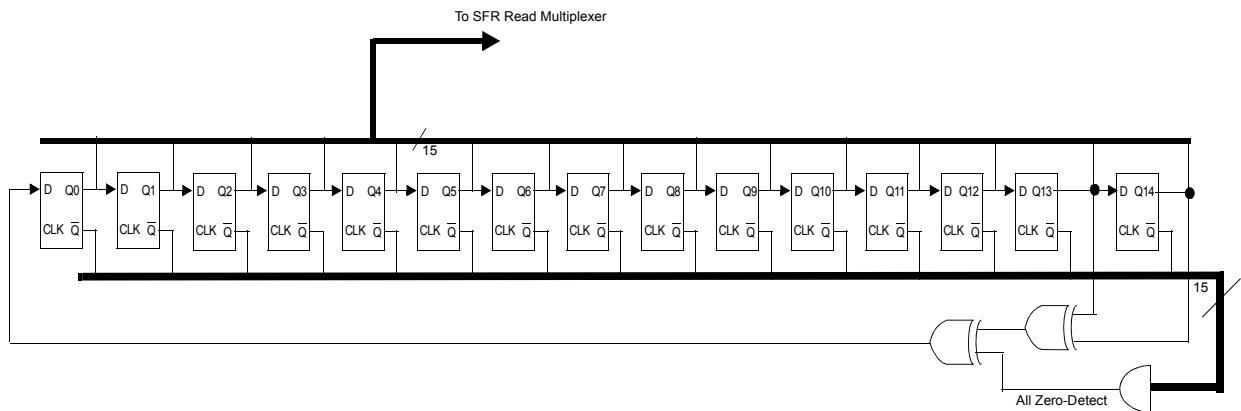 To SFR Read Multiplexer
15
D Q0 D Q1 D Q2 D Q3 D Q4 D Q5 D Q6 D Q7 D Q8 D Q9 D Q10 D Q11 D Q12 D Q13 D Q14
CLK Q̅ CLK Q̅ CLK Q̅ CLK Q̅ CLK Q̅ CLK Q̅ CLK Q̅ CLK Q̅ CLK Q̅ CLK Q̅ CLK Q̅ CLK Q̅ CLK Q̅ CLK Q̅ CLK Q̅
15
All Zero-Detect